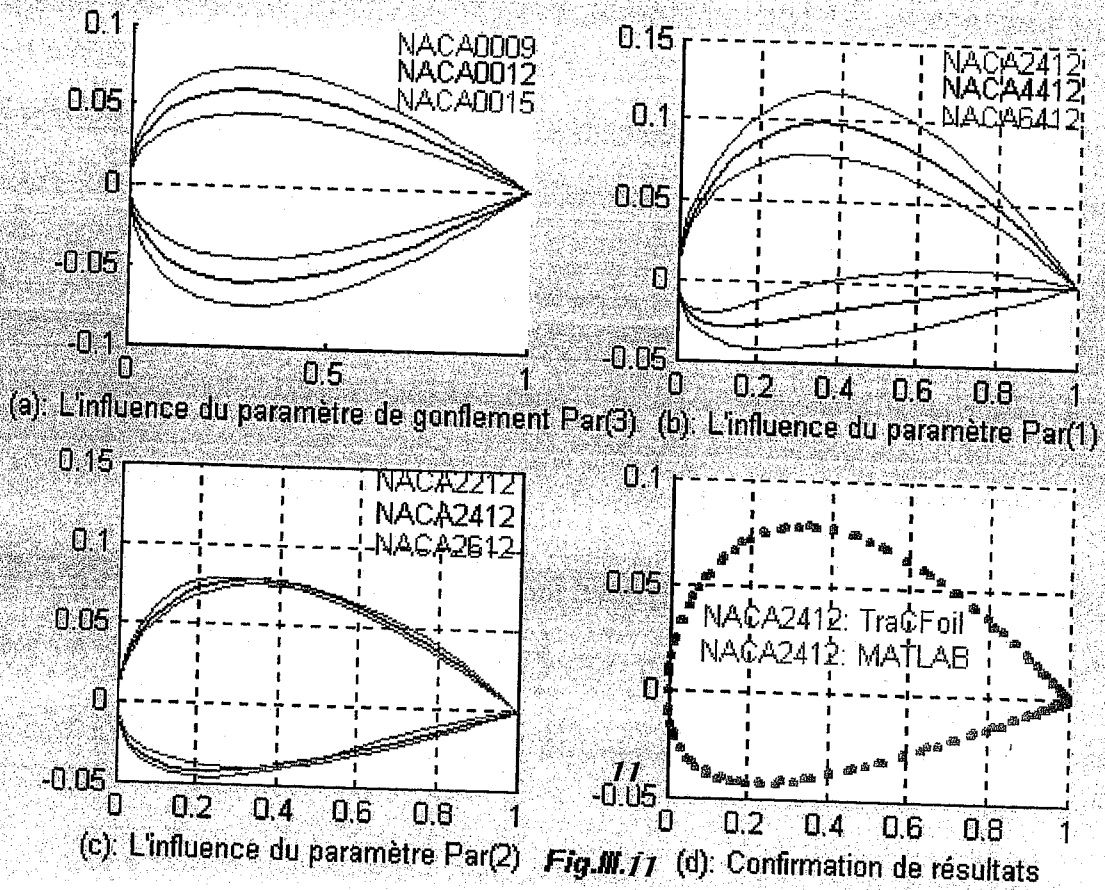 0.1
0.05
0
-0.05
-0.1
0
0.5
1
NACA0009
NACA0012
NACA0015
(a): L'influence du paramètre de gonflement Par(3)
0.15
0.1
0.05
0
-0.05
0
0.2
0.4
0.6
0.8
1
NACA2412
NACA4412
NACA6412
(b): L'influence du paramètre Par(1)
0.15
0.1
0.05
0
-0.05
0
0.2
0.4
0.6
0.8
1
NACA2212
NACA2412
NACA2612
(c): L'influence du paramètre Par(2)
0.1
0.05
0
-0.05
11
0
0.2
0.4
0.6
0.8
1
NACA2412: TraCFoil
NACA2412: MATLAB
Fig.III.11 (d): Confirmation de résultats